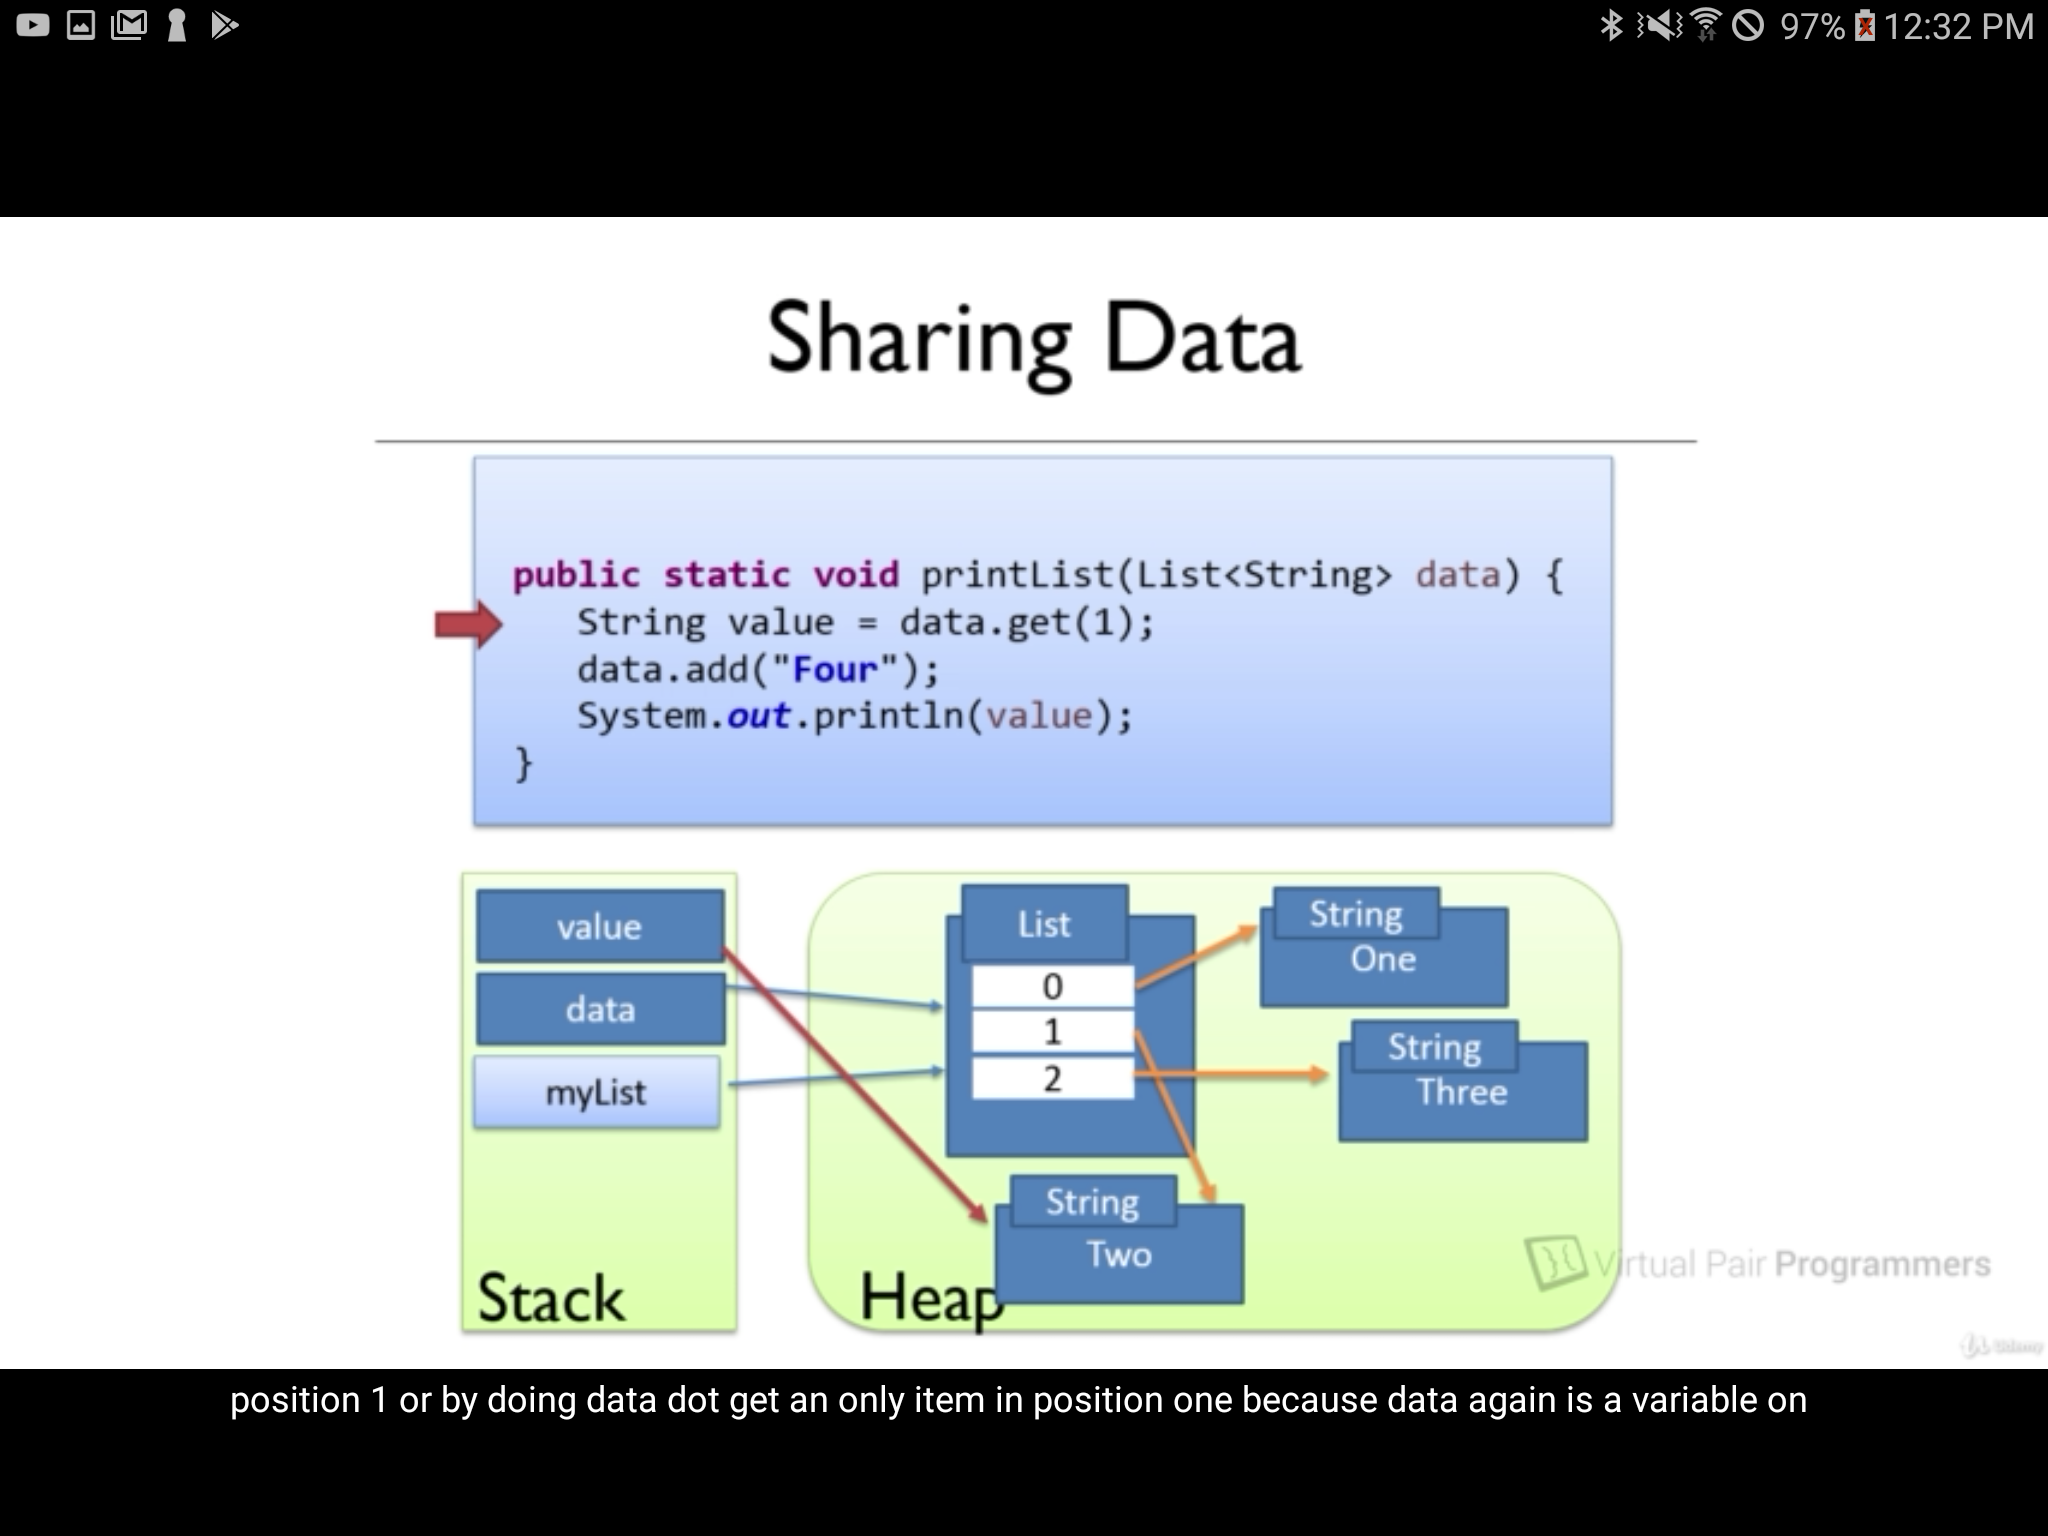 97% 12:32 PM
Sharing Data
public static void printList(List<String> data) {
String value = data.get(1);
data.add("Four");
System.out.println(value);
}
value
data
myList
Stack
List
0
1
2
String
One
String
Three
String
Two
Heap
Virtual Pair Programmers
Udemy
position 1 or by doing data dot get an only item in position one because data again is a variable on